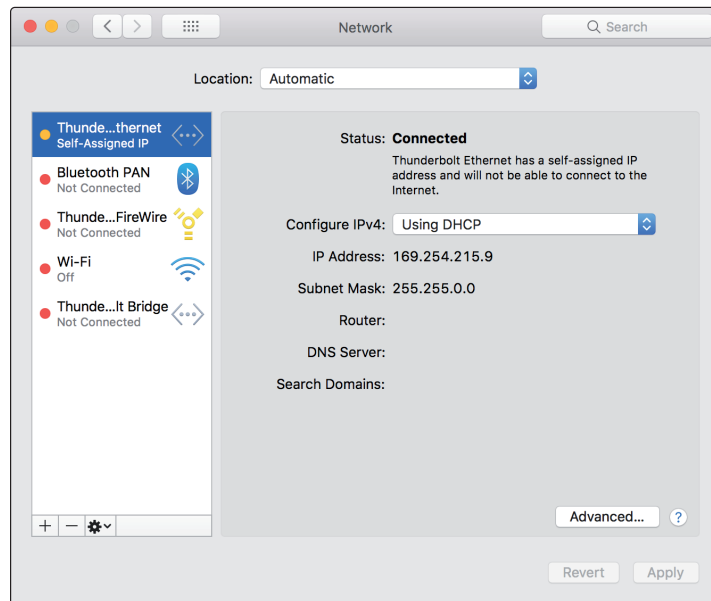 Network
Search
Location: Automatic
Thunde...thernet
Self-Assigned IP
Bluetooth PAN
Not Connected
Thunde...FireWire
Not Connected
Wi-Fi
Off
Thunde...lt Bridge
Not Connected
Status: Connected
Thunderbolt Ethernet has a self-assigned IP
address and will not be able to connect to the
Internet.
Configure IPv4: Using DHCP
IP Address: 169.254.215.9
Subnet Mask: 255.255.0.0
Router:
DNS Server:
Search Domains:
Advanced... ?
Revert Apply